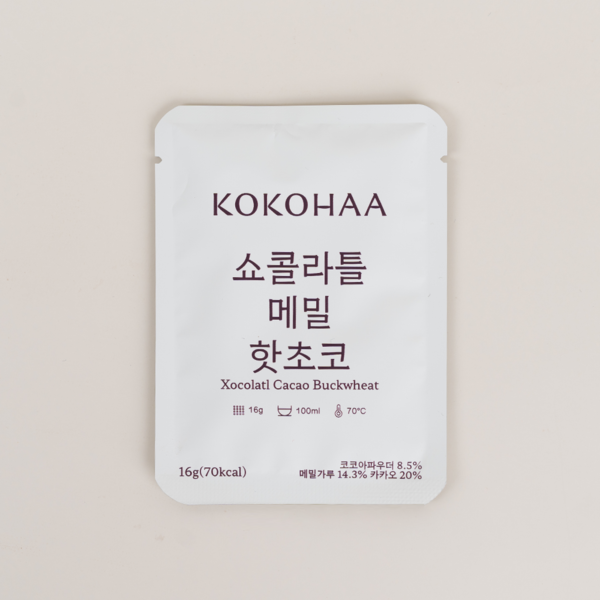 KOKOHAA
쇼콜라틀
메밀
핫초코
Xocolatl Cacao Buckwheat
16g 100ml 70°C
코코아파우더 8.5%
16g(70kcal) 메밀가루 14.3% 카카오 20%